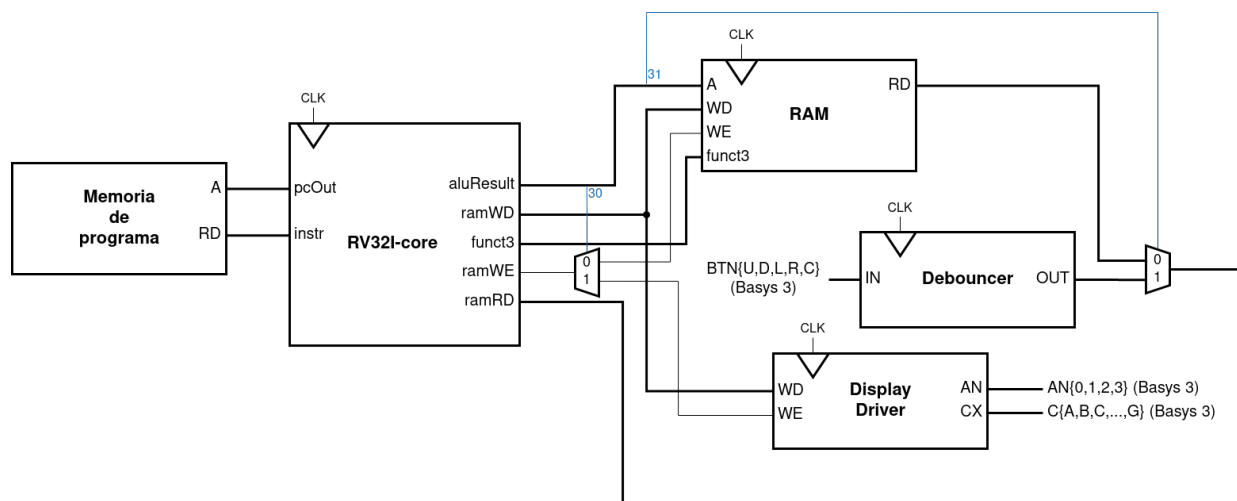 CLK
31
A
RD
WD
RAM
WE
funct3
CLK
Memoria
de
programa
A
RD
pcOut
instr
RV32I-core
aluResult
ramWD
funct3
ramWE
ramRD
30
0
1
CLK
BTN{U,D,L,R,C}
(Basys 3)
IN
Debouncer
OUT
0
1
CLK
WD
WE
Display
Driver
AN
CX
AN{0,1,2,3} (Basys 3)
C{A,B,C,...,G} (Basys 3)